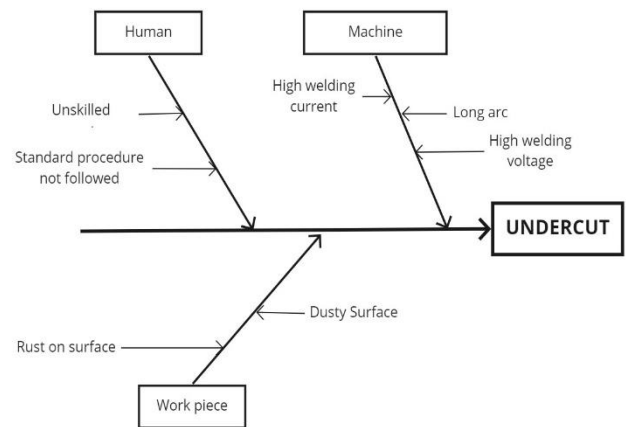 Human
Machine
High welding
current
Unskilled
Long arc
High welding
voltage
Standard procedure
not followed
UNDERCUT
Dusty Surface
Rust on surface
Work piece